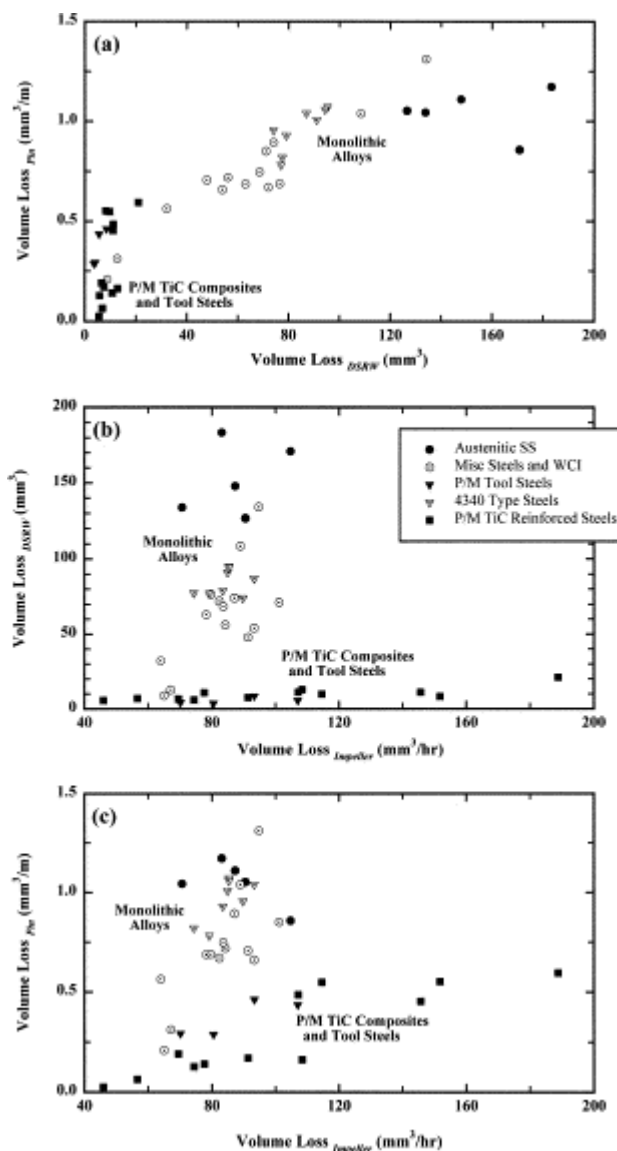 (a)
1.5
1.0
0.5
0.0
Volume Loss Pin (mm³/m)
Monolithic
Alloys
P/M TiC Composites
and Tool Steels
0 40 80 120 160 200
Volume Loss DSRW (mm³)
(b)
200
150
100
50
0
Volume Loss DSRW (mm³)
Austenitic SS
Misc Steels and WCI
P/M Tool Steels
4340 Type Steels
P/M TiC Reinforced Steels
Monolithic
Alloys
P/M TiC Composites
and Tool Steels
40 80 120 160 200
Volume Loss Impeller (mm³/hr)
(c)
1.5
1.0
0.5
0.0
Volume Loss Pin (mm³/m)
Monolithic
Alloys
P/M TiC Composites
and Tool Steels
40 80 120 160 200
Volume Loss Impeller (mm³/hr)